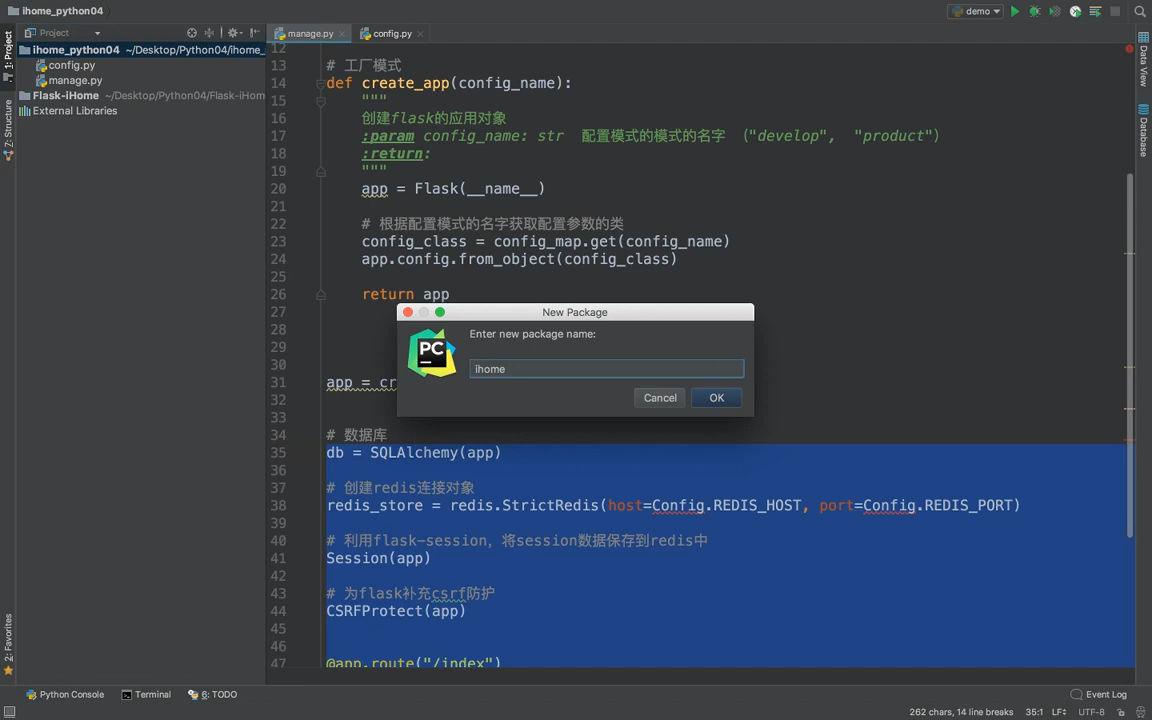 ihome_python04
demo
Project
manage.py
config.py
1: Project
Z: Structure
2: Favorites
ihome_python04 ~/Desktop/Python04/ihome_
config.py
manage.py
Flask-iHome ~/Desktop/Python04/Flask-iHom
External Libraries
12
13 # 工厂模式
14 def create_app(config_name):
15 """
16 创建flask的应用对象
17 :param config_name: str 配置模式的模式的名字 ("develop", "product")
18 :return:
19 """
20 app = Flask(__name__)
21
22 # 根据配置模式的名字获取配置参数的类
23 config_class = config_map.get(config_name)
24 app.config.from_object(config_class)
25
26 return app
27
28
29
30
31 app = cr
32
33
34 # 数据库
35 db = SQLAlchemy(app)
36
37 # 创建redis连接对象
38 redis_store = redis.StrictRedis(host=Config.REDIS_HOST, port=Config.REDIS_PORT)
39
40 # 利用flask-session，将session数据保存到redis中
41 Session(app)
42
43 # 为flask补充csrf防护
44 CSRFProtect(app)
45
46
47 @app.route("/index")
New Package
PC
Enter new package name:
ihome
Cancel
OK
Data View
Database
Python Console
Terminal
6: TODO
Event Log
262 chars, 14 line breaks 35:1 LF UTF-8